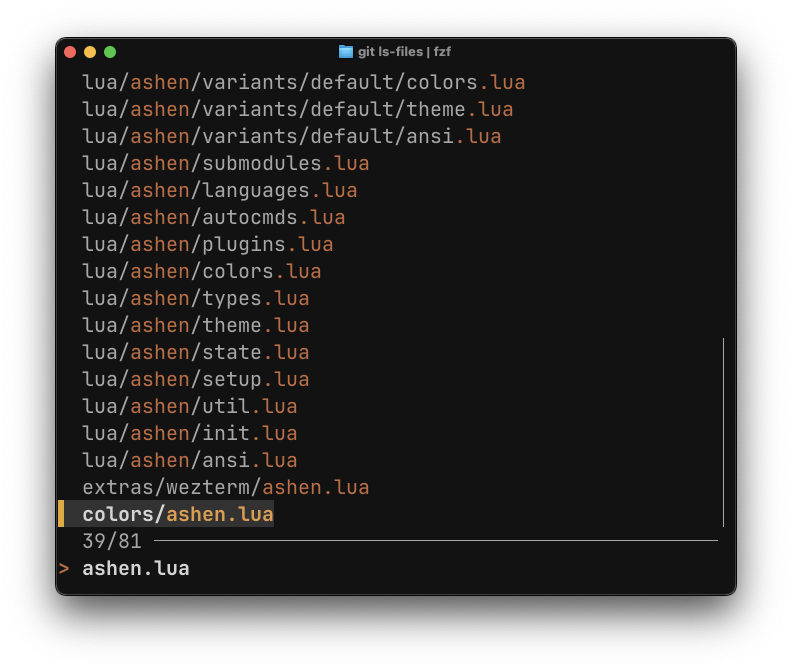 git ls-files | fzf
lua/ashen/variants/default/colors.lua
lua/ashen/variants/default/theme.lua
lua/ashen/variants/default/ansi.lua
lua/ashen/submodules.lua
lua/ashen/languages.lua
lua/ashen/autocmds.lua
lua/ashen/plugins.lua
lua/ashen/colors.lua
lua/ashen/types.lua
lua/ashen/theme.lua
lua/ashen/state.lua
lua/ashen/setup.lua
lua/ashen/util.lua
lua/ashen/init.lua
lua/ashen/ansi.lua
extras/wezterm/ashen.lua
colors/ashen.lua
39/81
> ashen.lua